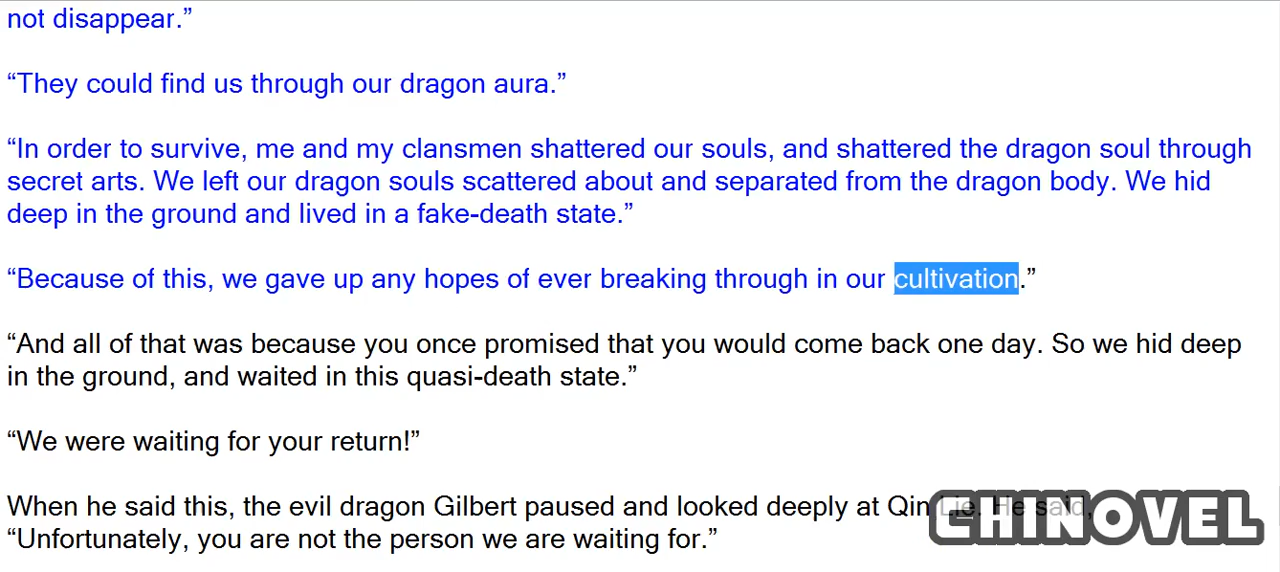 not disappear.”
“They could find us through our dragon aura.”
“In order to survive, me and my clansmen shattered our souls, and shattered the dragon soul through
secret arts. We left our dragon souls scattered about and separated from the dragon body. We hid
deep in the ground and lived in a fake-death state.”
“Because of this, we gave up any hopes of ever breaking through in our cultivation.”
“And all of that was because you once promised that you would come back one day. So we hid deep
in the ground, and waited in this quasi-death state.”
“We were waiting for your return!”
When he said this, the evil dragon Gilbert paused and looked deeply at Qin Lie. He said,
“Unfortunately, you are not the person we are waiting for.”
CHINOVEL